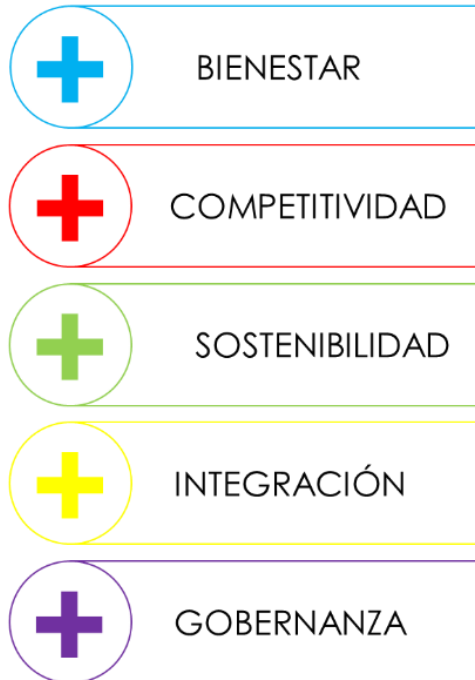 BIENESTAR
COMPETITIVIDAD
SOSTENIBILIDAD
INTEGRACIÓN
GOBERNANZA